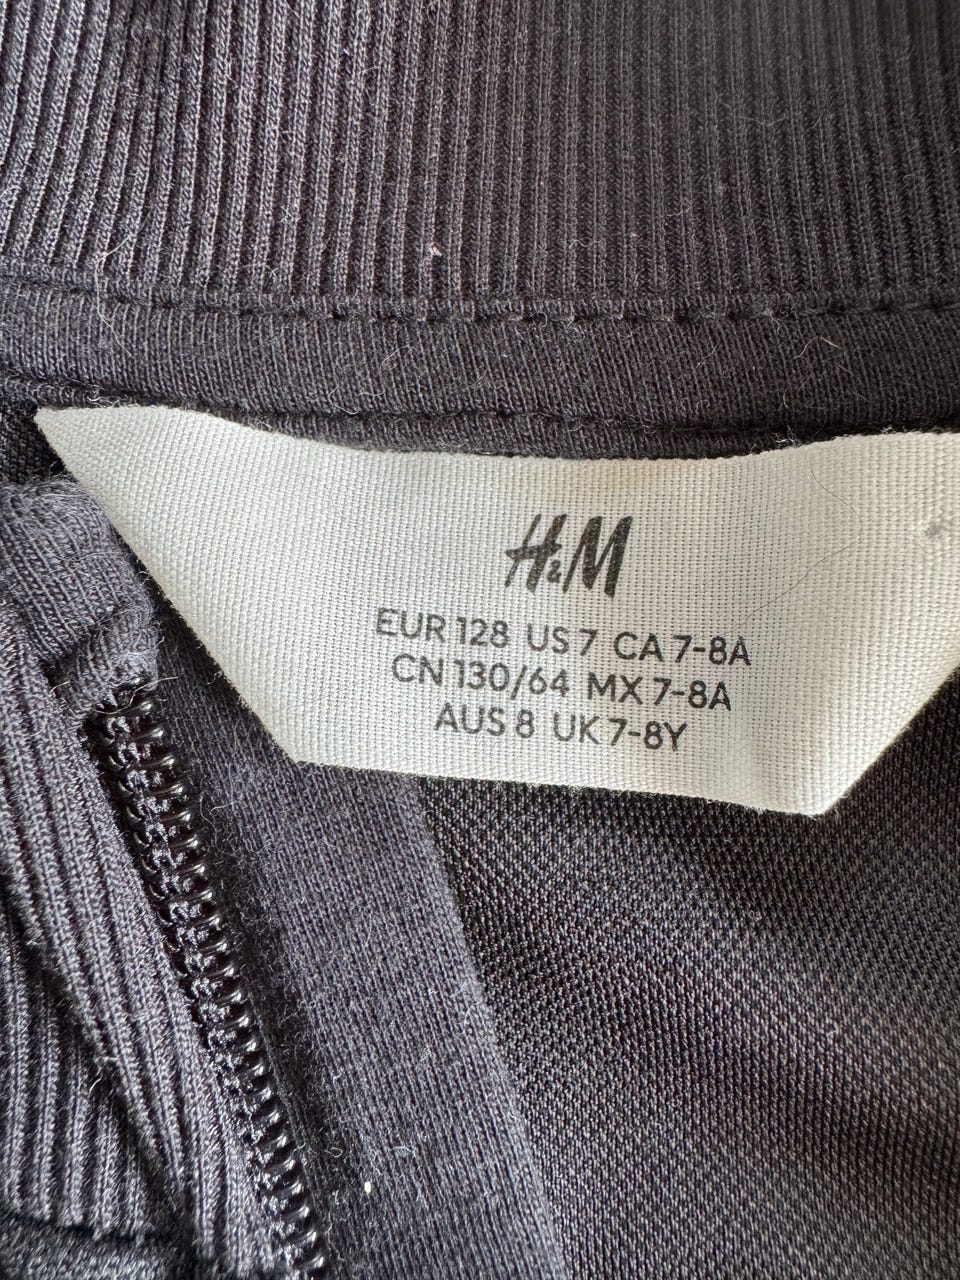 H&M
EUR 128 US 7 CA 7-8A
CN 130/64 MX 7-8A
AUS 8 UK 7-8Y